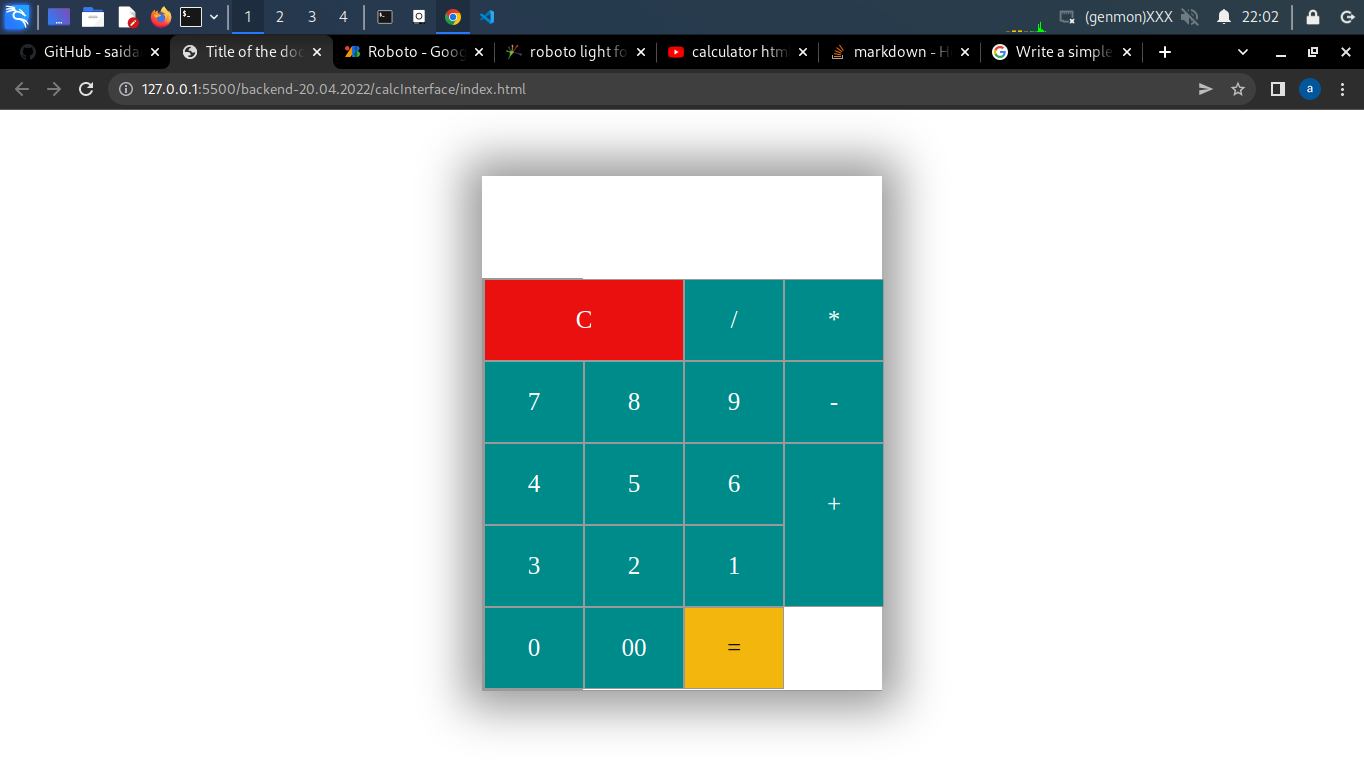 1 2 3 4 (genmon)XXX 22:02
GitHub - saida Title of the doc Roboto - Goog roboto light fo calculator htm markdown - H Write a simple
127.0.0.1:5500/backend-20.04.2022/calcInterface/index.html a
C / *
7 8 9 -
4 5 6 +
3 2 1
0 00 =